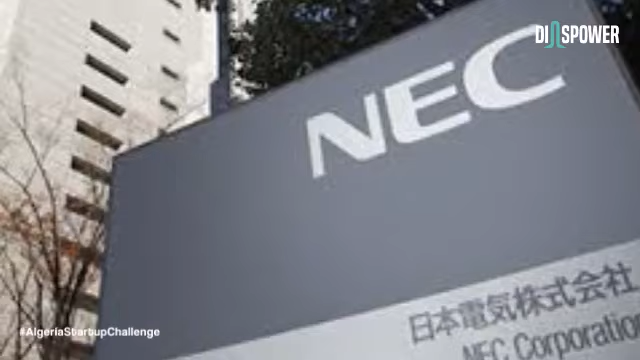 DIASPOWER
NEC
日本電気株式会社
NEC Corporation
#AlgeriaStartupChallenge